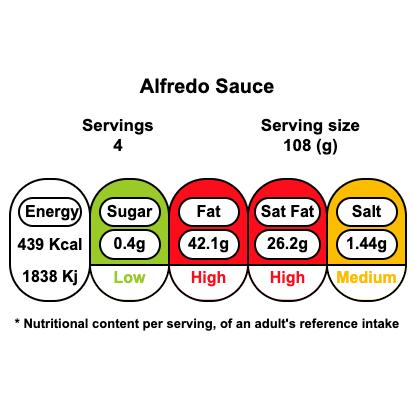 Alfredo Sauce
Servings
4
Serving size
108 (g)
Energy
439 Kcal
1838 Kj
Sugar
0.4g
Low
Fat
42.1g
High
Sat Fat
26.2g
High
Salt
1.44g
Medium
* Nutritional content per serving, of an adult's reference intake